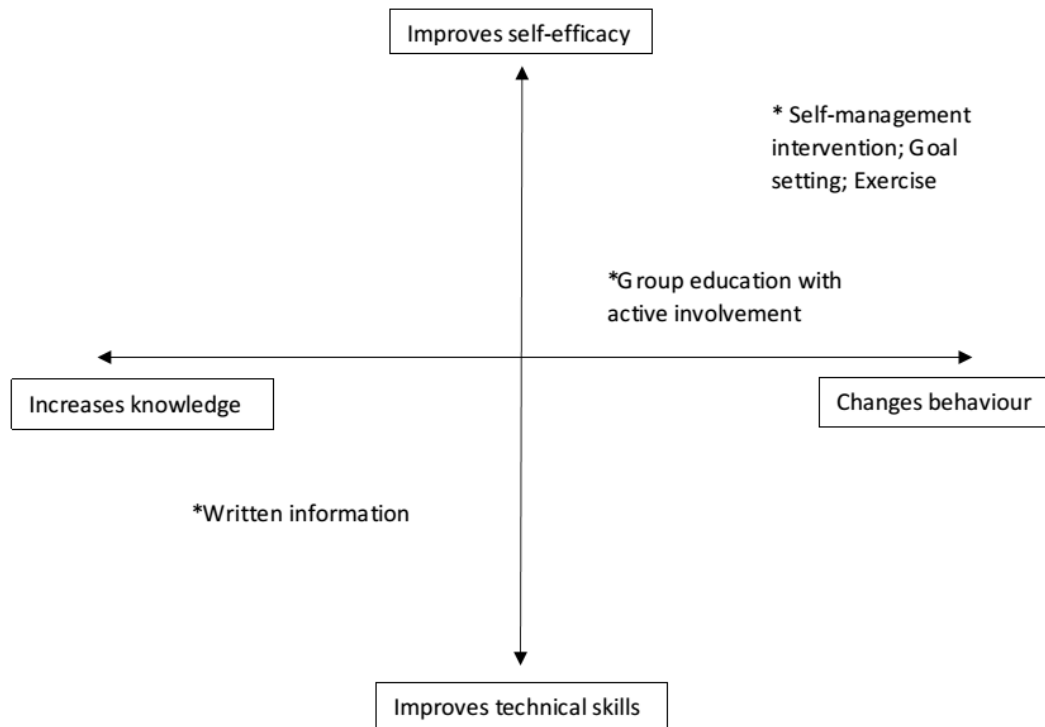 Improves self-efficacy
* Self-management
intervention; Goal
setting; Exercise
*Group education with
active involvement
Increases knowledge
Changes behaviour
*Written information
Improves technical skills